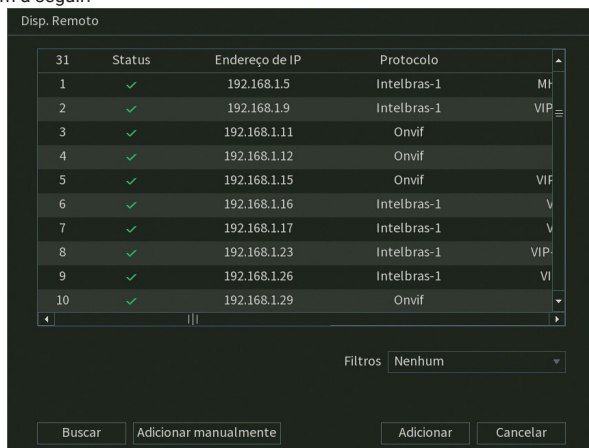 Disp. Remoto
31 Status Endereço de IP Protocolo
1 192.168.1.5 Intelbras-1
2 192.168.1.9 Intelbras-1 VIP
3 192.168.1.11 Onvif
4 192.168.1.12 Onvif
5 192.168.1.15 Onvif VIP
6 192.168.1.16 Intelbras-1 V
7 192.168.1.17 Intelbras-1 V
8 192.168.1.23 Intelbras-1 VIP-
9 192.168.1.26 Intelbras-1 VI
10 192.168.1.29 Onvif
Filtros Nenhum
Buscar Adicionar manualmente Adicionar Cancelar